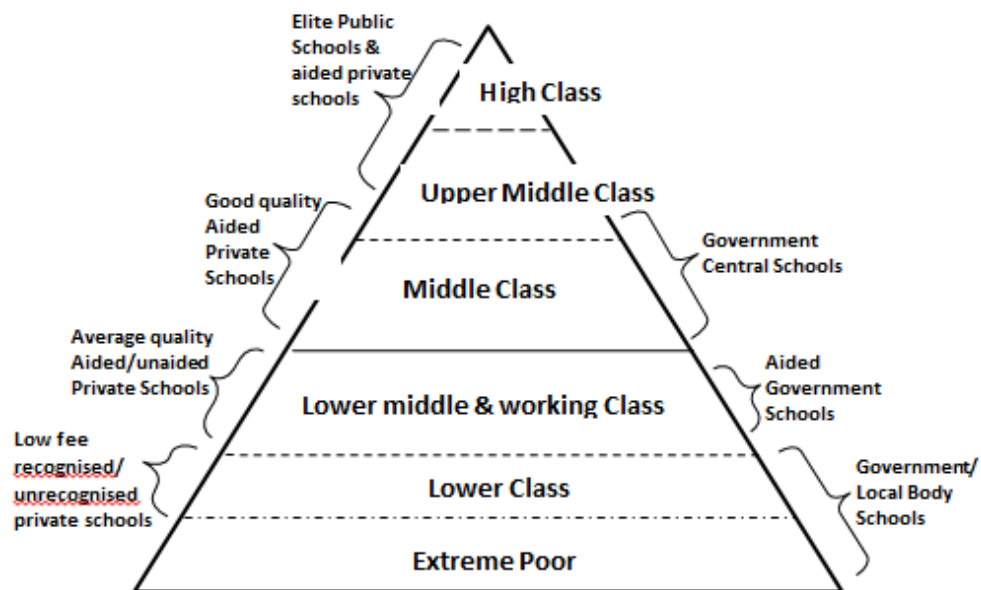 Elite Public
Schools &
aided private
schools
High Class
Good quality
Aided
Private
Schools
Upper Middle Class
Government
Central Schools
Middle Class
Average quality
Aided/unaided
Private Schools
Aided
Government
Schools
Lower middle & working Class
Low fee
recognised/
unrecognised
private schools
Government/
Local Body
Schools
Lower Class
Extreme Poor